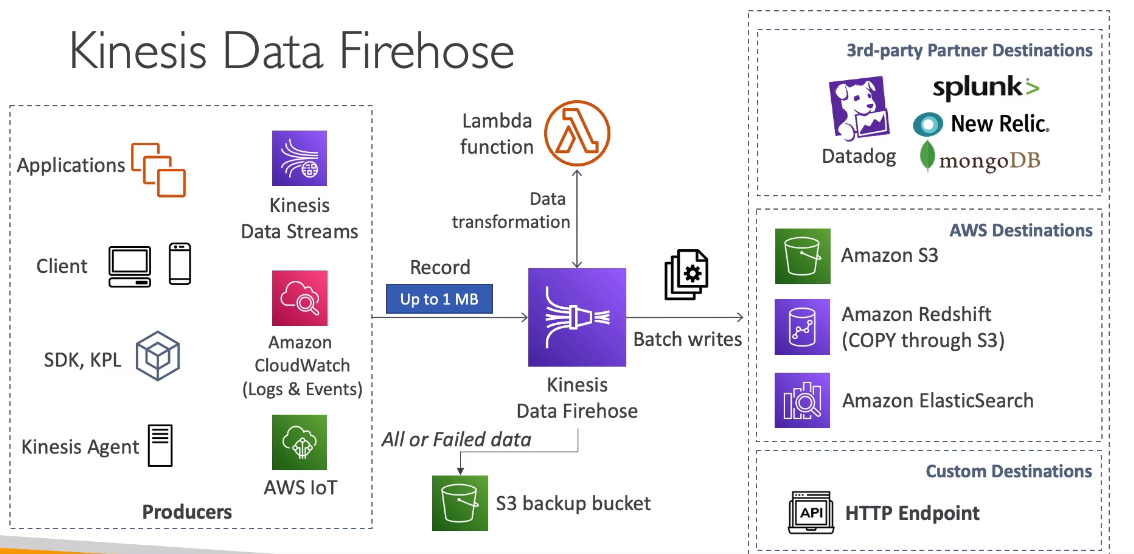 Kinesis Data Firehose
Applications
Client
SDK, KPL
Kinesis Agent
Kinesis
Data Streams
Amazon
CloudWatch
(Logs & Events)
AWS IoT
Producers
Record
Up to 1 MB
Lambda
function
Data
transformation
Kinesis
Data Firehose
All or Failed data
S3 backup bucket
Batch writes
3rd-party Partner Destinations
Datadog
splunk>
New Relic.
mongoDB
AWS Destinations
Amazon S3
Amazon Redshift
(COPY through S3)
Amazon ElasticSearch
Custom Destinations
API
HTTP Endpoint